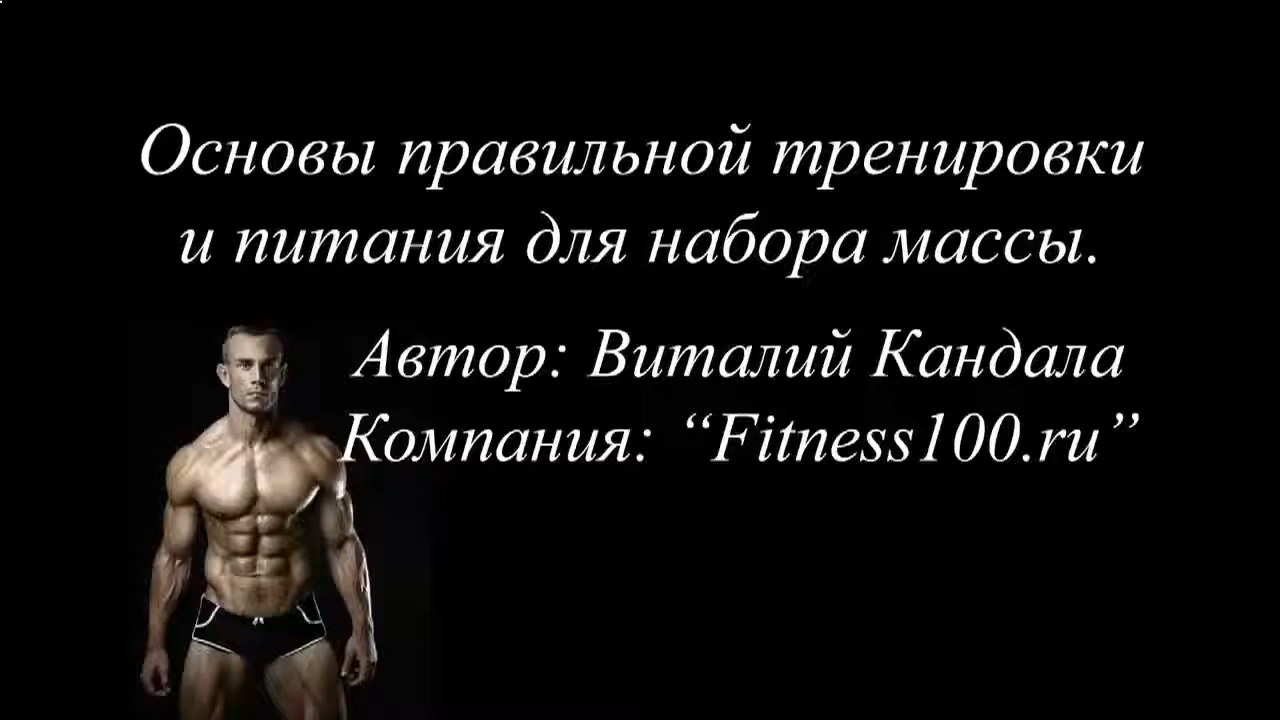 Основы правильной тренировки
и питания для набора массы.
Автор: Виталий Кандала
Компания: “Fitness100.ru”